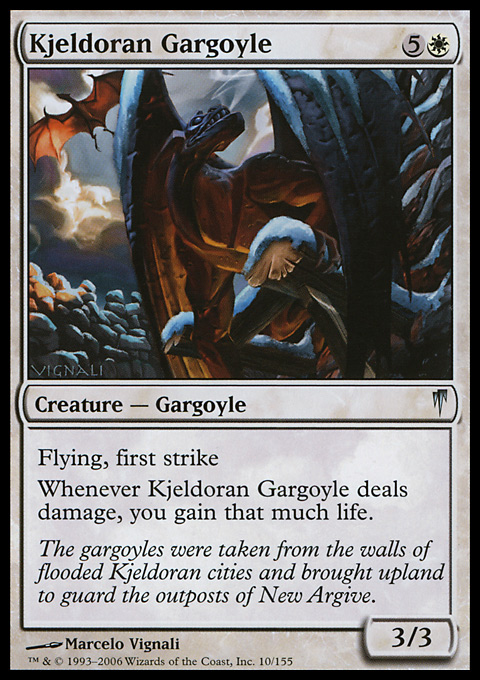 Kjeldoran Gargoyle 5
VIGNALI
Creature — Gargoyle
Flying, first strike
Whenever Kjeldoran Gargoyle deals
damage, you gain that much life.
The gargoyles were taken from the walls of
flooded Kjeldoran cities and brought upland
to guard the outposts of New Argive.
3/3
Marcelo Vignali
™ & © 1993–2006 Wizards of the Coast, Inc. 10/155